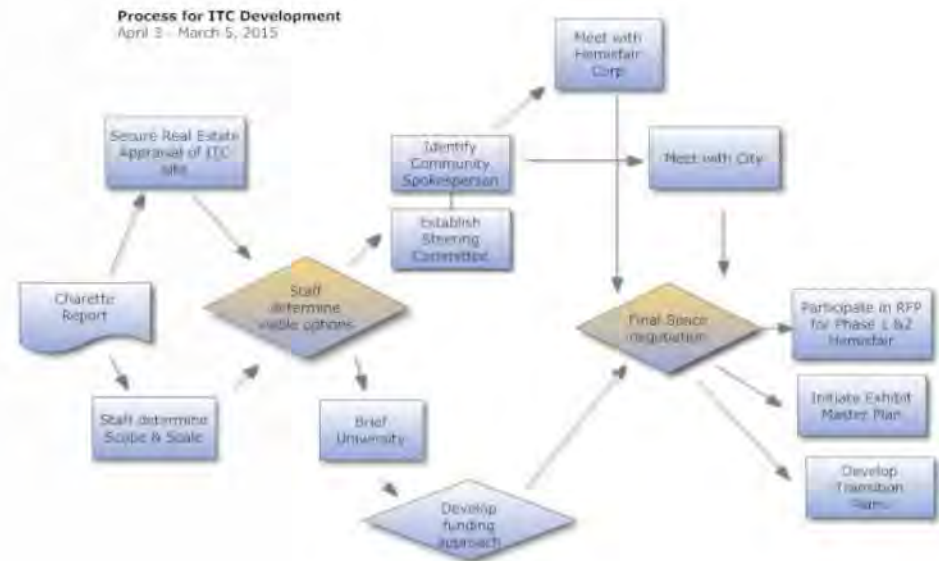 Process for ITC Development
April 3 - March 5, 2015
Meet with
Hemisfair
Corp
Secure Real Estate
Appraisal of ITC
site
Identify
Community
Spokesperson
Meet with City
Establish
Steering
Committed
Charette
Report
Staff
determine
viable options
Final Space
negotiation
Participate in RFP
for Phase 1 &2
Hemisfair
Staff determine
Scope & Scale
Brief
University
Initiate Exhibit
Master Plan
Develop
Transition
Develop
funding
approach